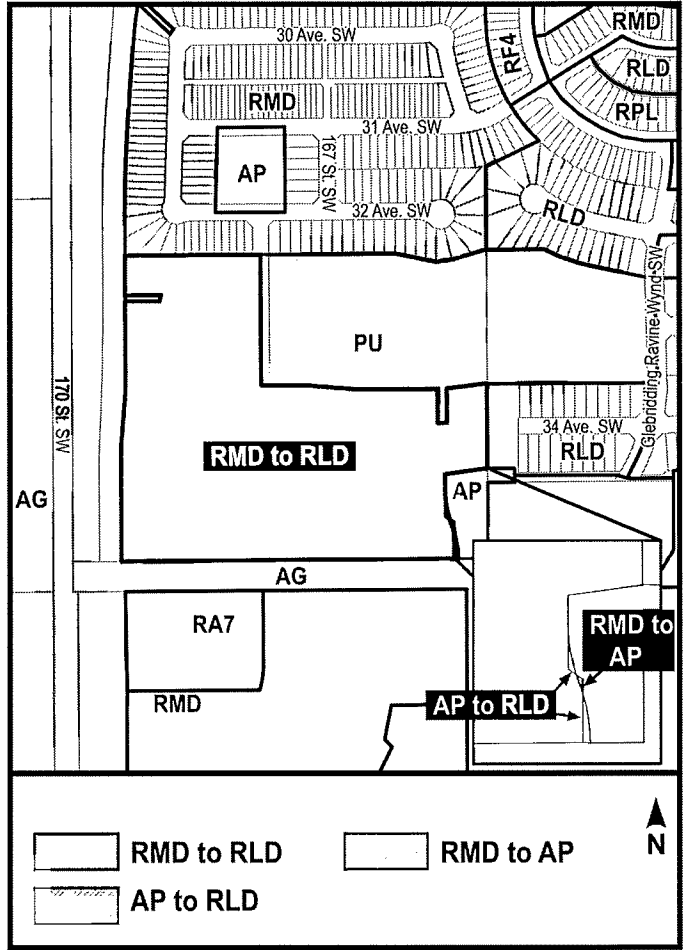 30 Ave. SW
RMD
RF4
RMD
RLD
RPL
31 Ave. SW
167 St. SW
AP
32 Ave. SW
RLD
Glebridding Ravine Wynd SW
PU
170 St. SW
34 Ave. SW
RLD
RMD to RLD
AP
AG
AG
RA7
RMD
RMD to
AP
AP to RLD
RMD to RLD
RMD to AP
AP to RLD
N